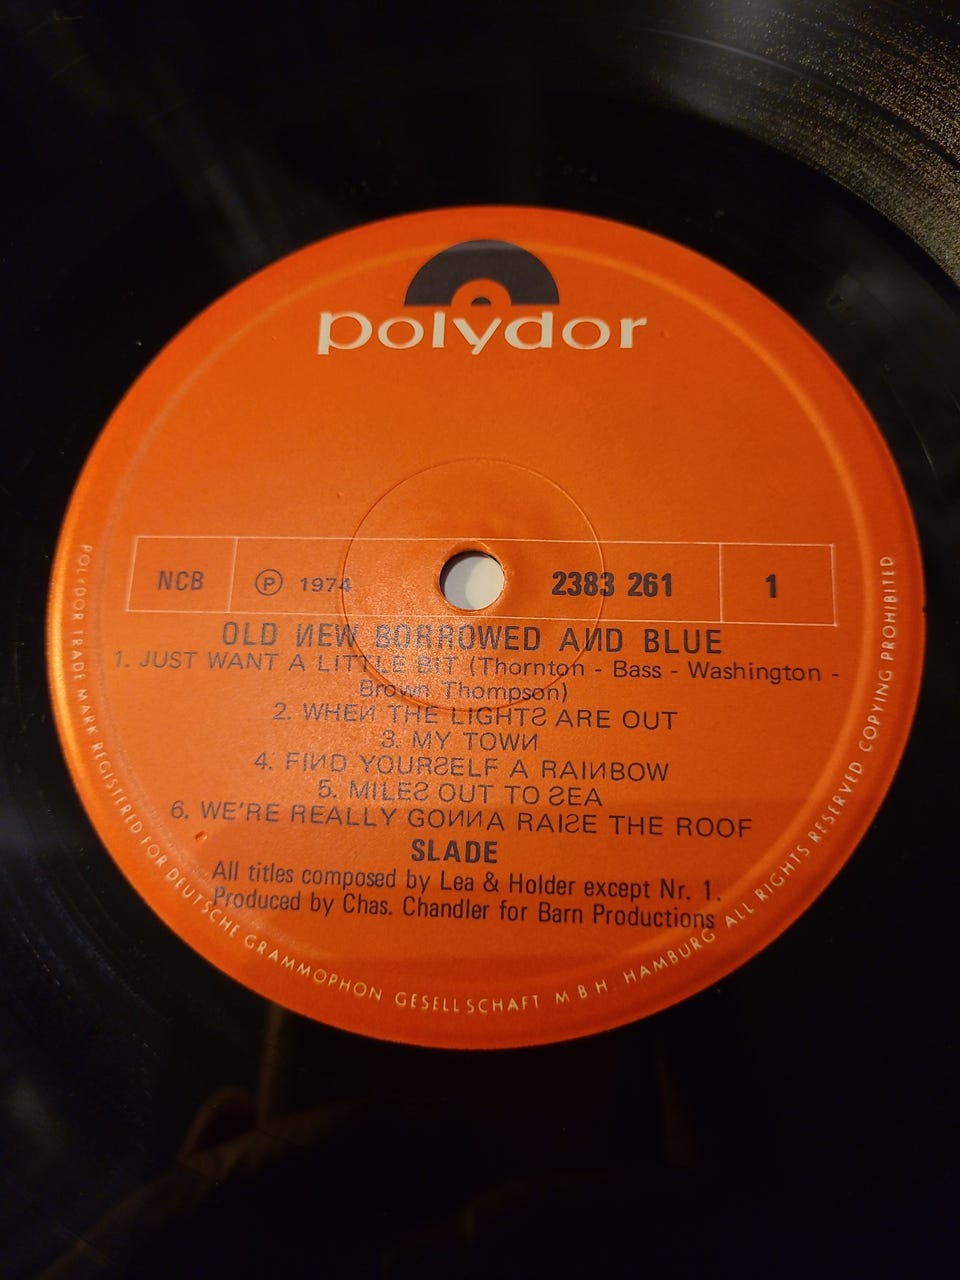 polydor
NCB ℗ 1974 2383 261 1
OLD NEW BORROWED AND BLUE
1. JUST WANT A LITTLE BIT (Thornton - Bass - Washington -
Brown Thompson)
2. WHEN THE LIGHTS ARE OUT
3. MY TOWN
4. FIND YOURSELF A RAINBOW
5. MILES OUT TO SEA
6. WE'RE REALLY GONNA RAISE THE ROOF
SLADE
All titles composed by Lea & Holder except Nr. 1.
Produced by Chas. Chandler for Barn Productions
POLYDOR TRADE MARK REGISTERED FOR DEUTSCHE GRAMMOPHON GESELLSCHAFT M B H. HAMBURG ALL RIGHTS RESERVED COPYING PROHIBITED